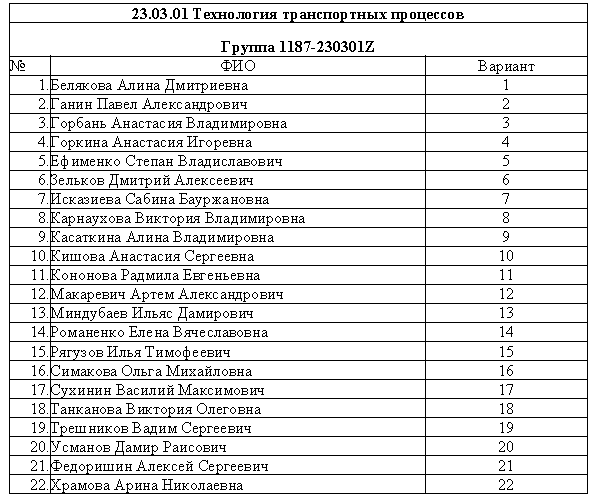 23.03.01 Технология транспортных процессов
Группа 1187-230301Z
№ ФИО Вариант
1. Белякова Алина Дмитриевна 1
2. Ганин Павел Александрович 2
3. Горбань Анастасия Владимировна 3
4. Горкина Анастасия Игоревна 4
5. Ефименко Степан Владиславович 5
6. Зельков Дмитрий Алексеевич 6
7. Исказиева Сабина Бауржановна 7
8. Карнаухова Виктория Владимировна 8
9. Касаткина Алина Владимировна 9
10. Кишова Анастасия Сергеевна 10
11. Кононова Радмила Евгеньевна 11
12. Макаревич Артем Александрович 12
13. Миндубаев Ильяс Дамирович 13
14. Романенко Елена Вячеславовна 14
15. Рягузов Илья Тимофеевич 15
16. Симакова Ольга Михайловна 16
17. Сухинин Василий Максимович 17
18. Танканова Виктория Олеговна 18
19. Трешников Вадим Сергеевич 19
20. Усманов Дамир Раисович 20
21. Федоришин Алексей Сергеевич 21
22. Храмова Арина Николаевна 22